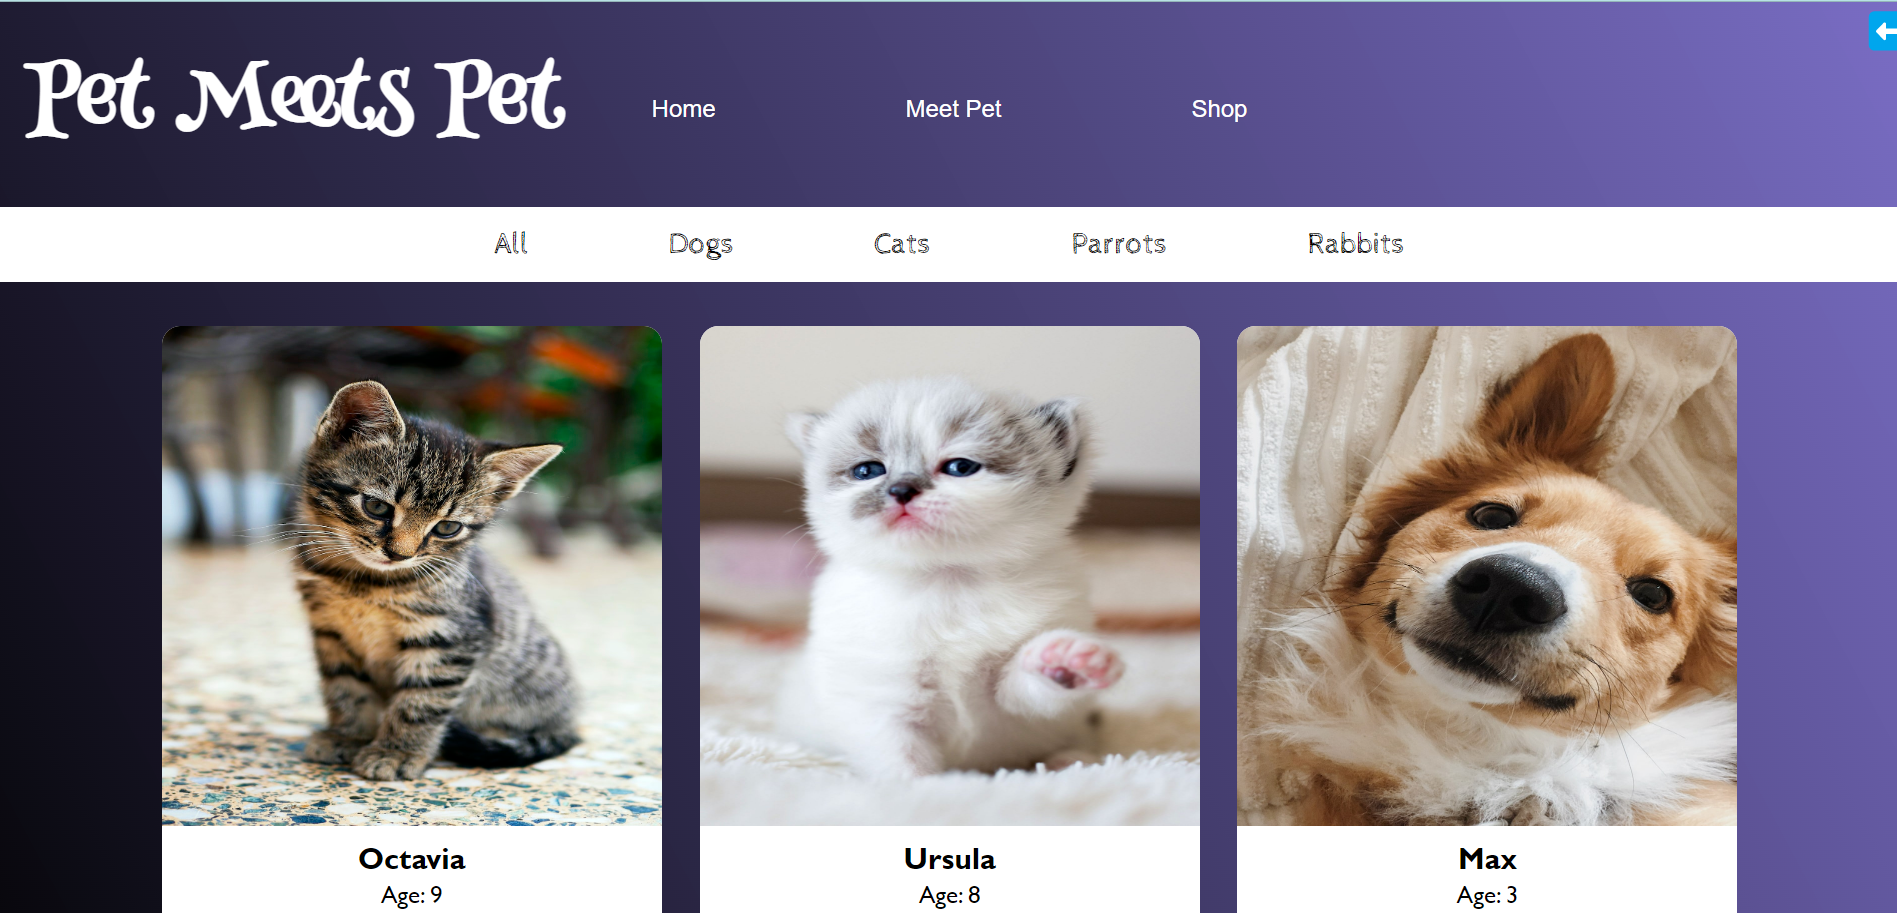 Pet Meets Pet
Home Meet Pet Shop
All Dogs Cats Parrots Rabbits
Octavia Ursula Max
Age: 9 Age: 8 Age: 3